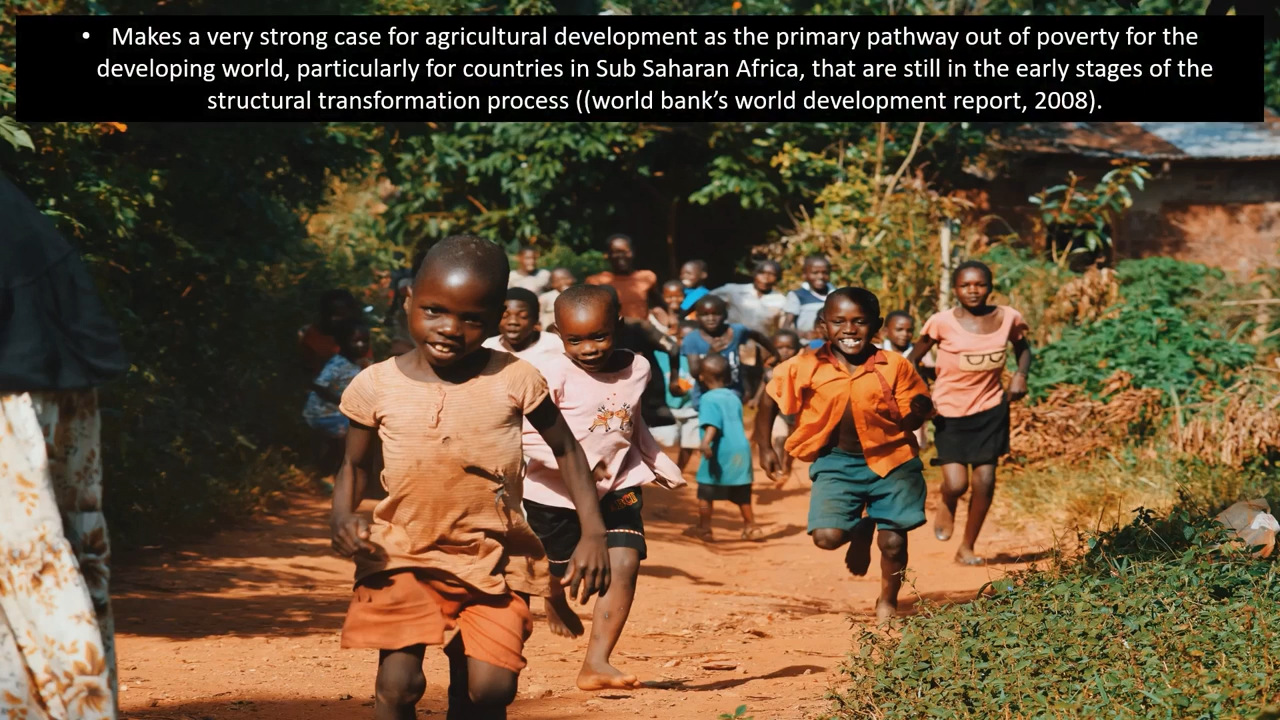 • Makes a very strong case for agricultural development as the primary pathway out of poverty for the
developing world, particularly for countries in Sub Saharan Africa, that are still in the early stages of the
structural transformation process ((world bank’s world development report, 2008).